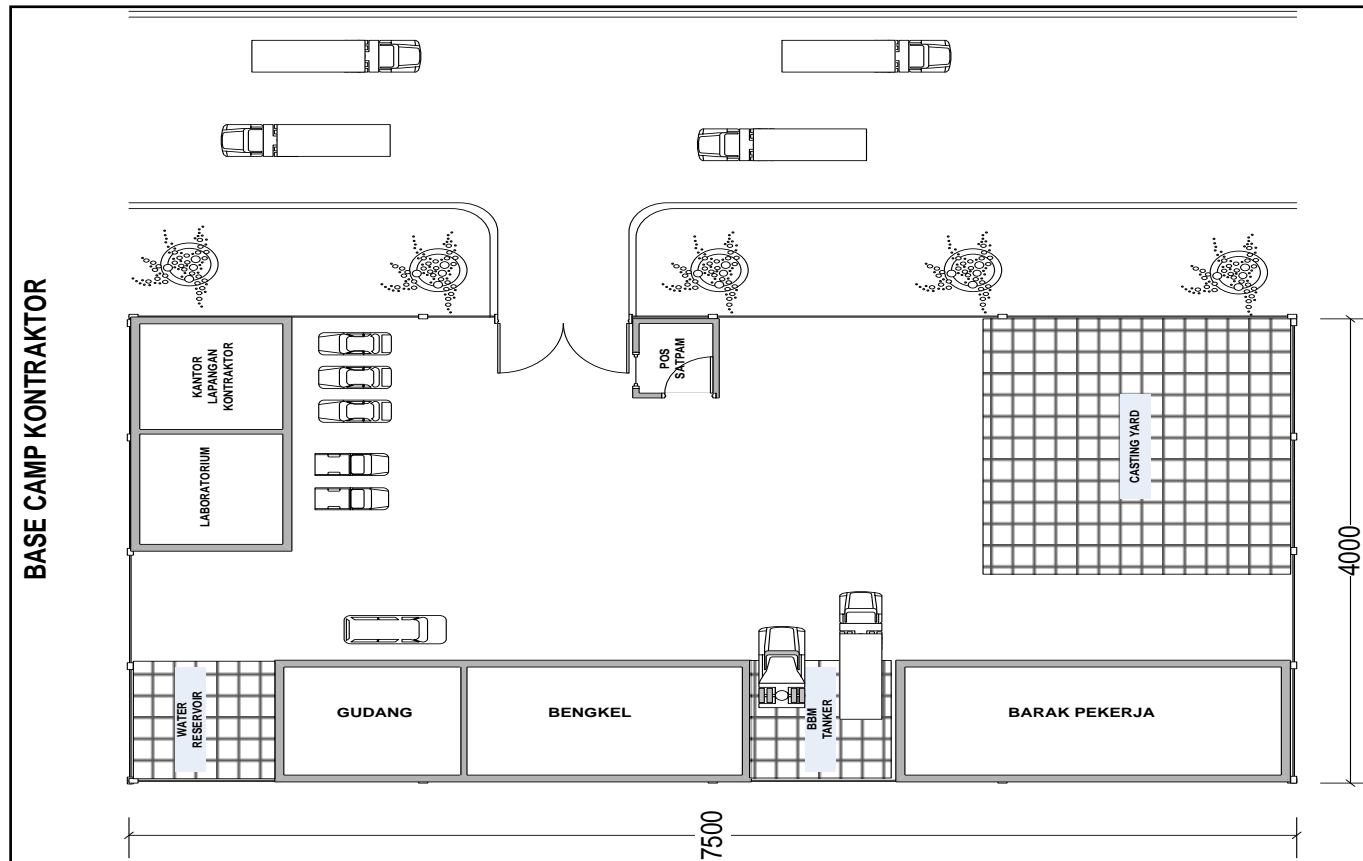 BASE CAMP KONTRAKTOR
KANTOR
LAPANGAN
KONTRAKTOR
POS
SATPAM
LABORATORIUM
CASTING YARD
4000
WATER
RESERVOIR
GUDANG
BENGKEL
BBM
TANKER
BARAK PEKERJA
7500